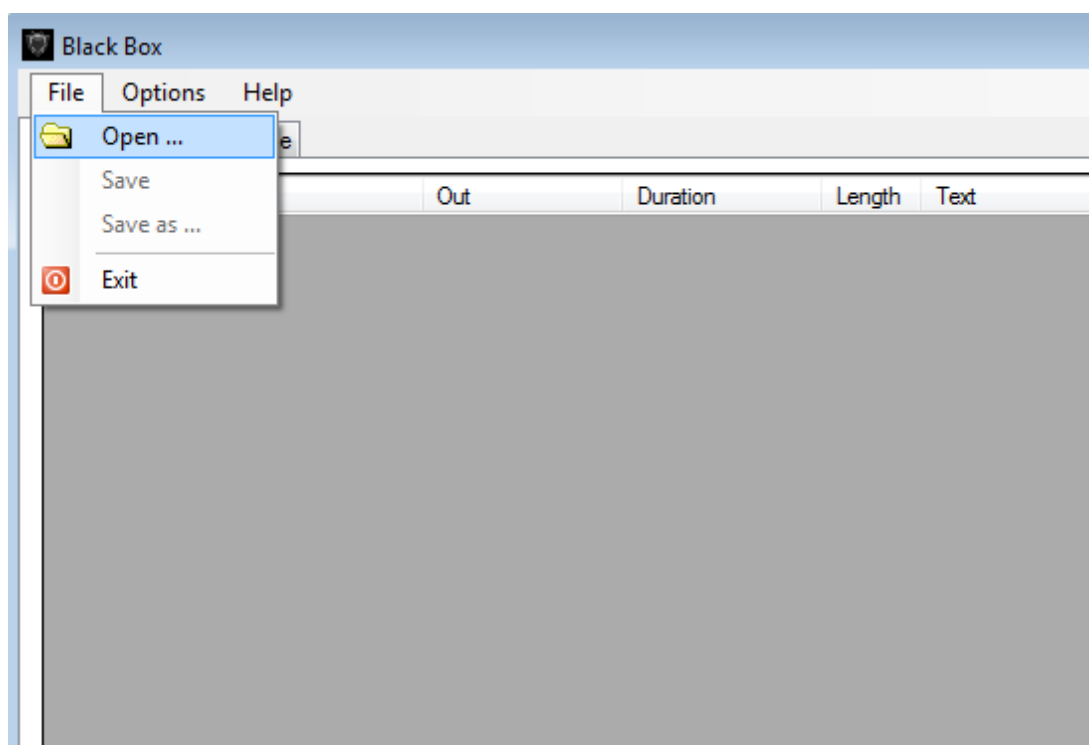 Black Box
File Options Help
Open ...
Save
Out Duration Length Text
Save as ...
Exit